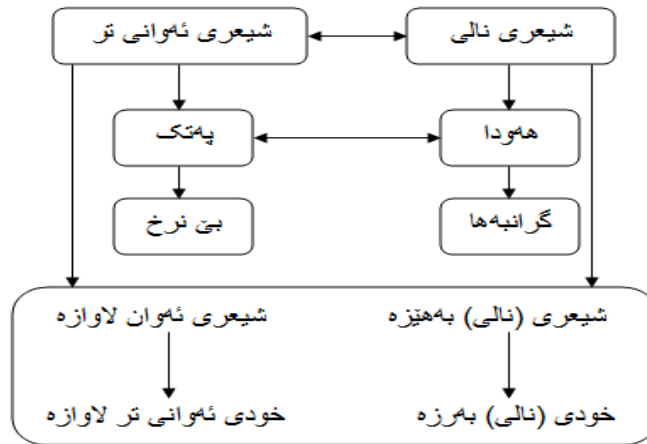 شیعری نالی
شیعری ئەوانی تر
هەودا
پەتک
گرانبەها
بێ نرخ
شیعری (نالی) بەهێزە
شیعری ئەوان لاوازە
خودی (نالی) بەرزە
خودی ئەوانی تر لاوازە